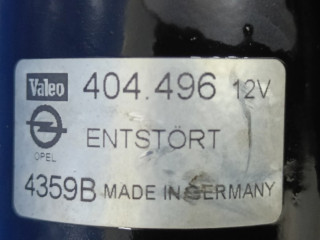 Valeo 404.496 12V
ENTSTÖRT
OPEL
4359B MADE IN GERMANY